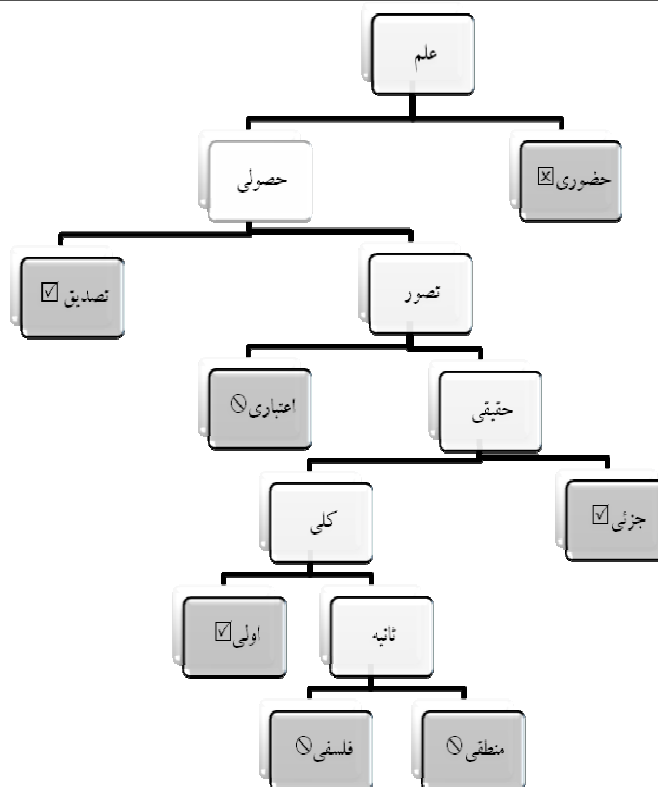 علم
حضوری ☒
حصولی
تصدیق ☑
تصور
اعتباری ⃠
حقیقی
جزئی ☑
کلی
اولی ☑
ثانیه
منطقی ⃠
فلسفی ⃠